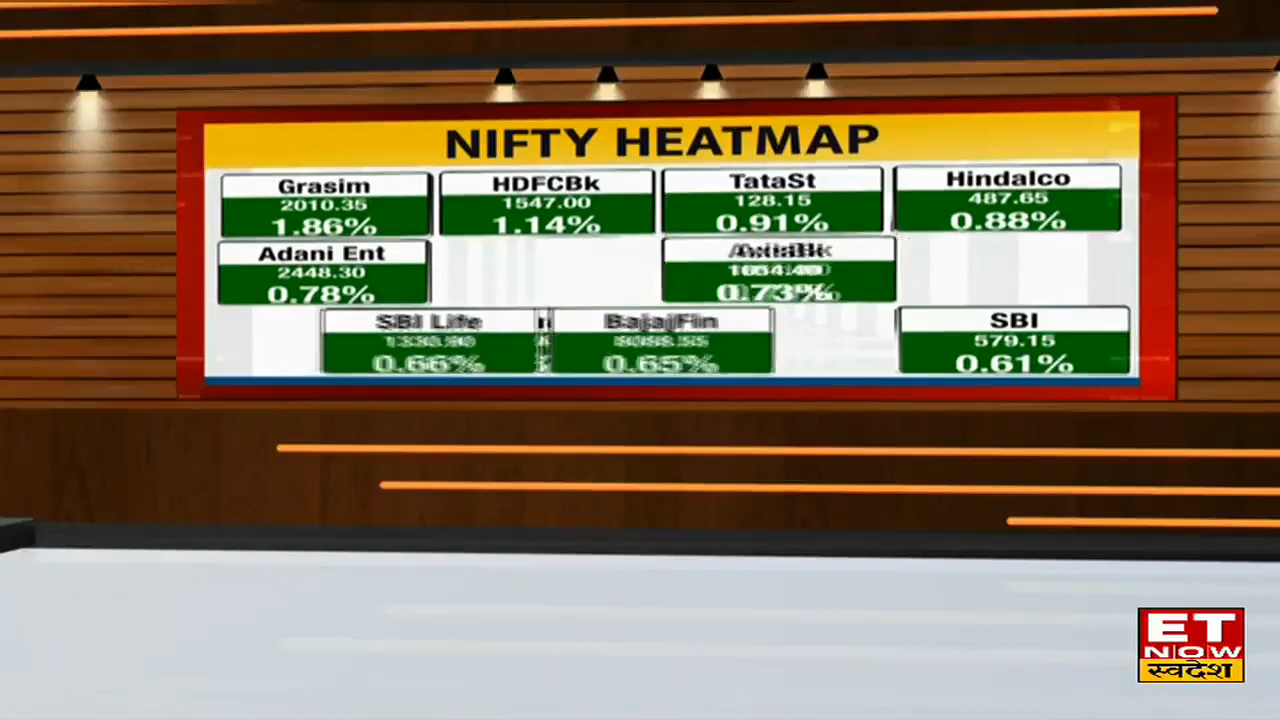 NIFTY HEATMAP
Grasim HDFCBk TataSt Hindalco
2010.35 1547.00 128.15 487.65
1.86% 1.14% 0.91% 0.88%
Adani Ent
2448.30
0.78% 0.73%
SBI Life BajajFin SBI
579.15
0.66% 0.65% 0.61%
ET
NOW
स्वदेश